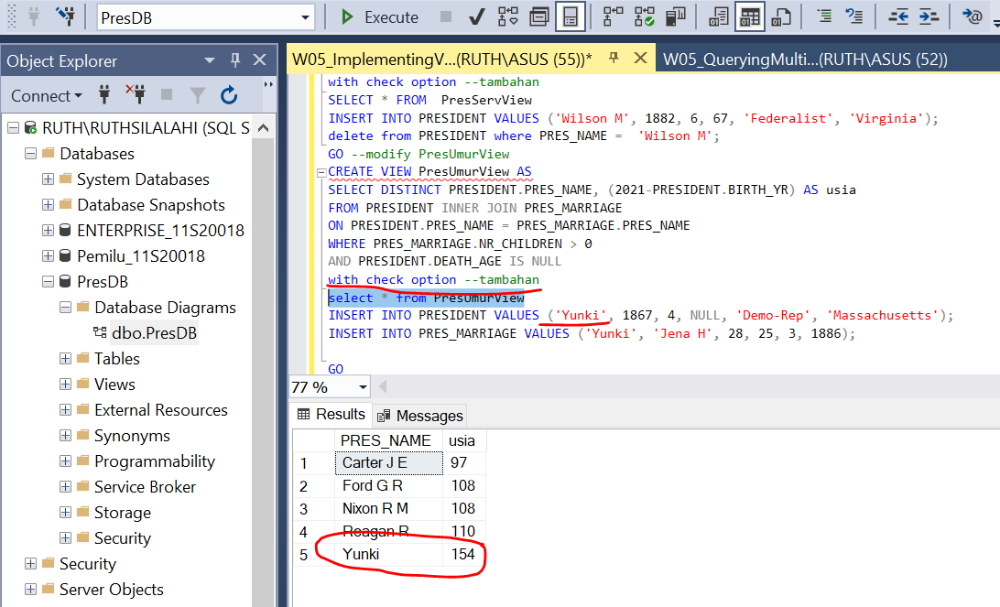 PresDB
Execute
Object Explorer
Connect
RUTH\RUTHSILALAHI (SQL S
Databases
System Databases
Database Snapshots
ENTERPRISE_11S20018
Pemilu_11S20018
PresDB
Database Diagrams
dbo.PresDB
Tables
Views
External Resources
Synonyms
Programmability
Service Broker
Storage
Security
Security
Server Objects
W05_ImplementingV...(RUTH\ASUS (55))*
W05_QueryingMulti...(RUTH\ASUS (52))
with check option --tambahan
SELECT * FROM  PresServView
INSERT INTO PRESIDENT VALUES ('Wilson M', 1882, 6, 67, 'Federalist', 'Virginia');
delete from PRESIDENT where PRES_NAME =  'Wilson M';
GO --modify PresUmurView
CREATE VIEW PresUmurView AS
SELECT DISTINCT PRESIDENT.PRES_NAME, (2021-PRESIDENT.BIRTH_YR) AS usia
FROM PRESIDENT INNER JOIN PRES_MARRIAGE
ON PRESIDENT.PRES_NAME = PRES_MARRIAGE.PRES_NAME
WHERE PRES_MARRIAGE.NR_CHILDREN > 0
AND PRESIDENT.DEATH_AGE IS NULL
with check option --tambahan
select * from PresUmurView
INSERT INTO PRESIDENT VALUES ('Yunki', 1867, 4, NULL, 'Demo-Rep', 'Massachusetts');
INSERT INTO PRES_MARRIAGE VALUES ('Yunki', 'Jena H', 28, 25, 3, 1886);
GO
77 %
Results Messages
PRES_NAME usia
1 Carter J E 97
2 Ford G R 108
3 Nixon R M 108
4 Reagan R 110
5 Yunki 154